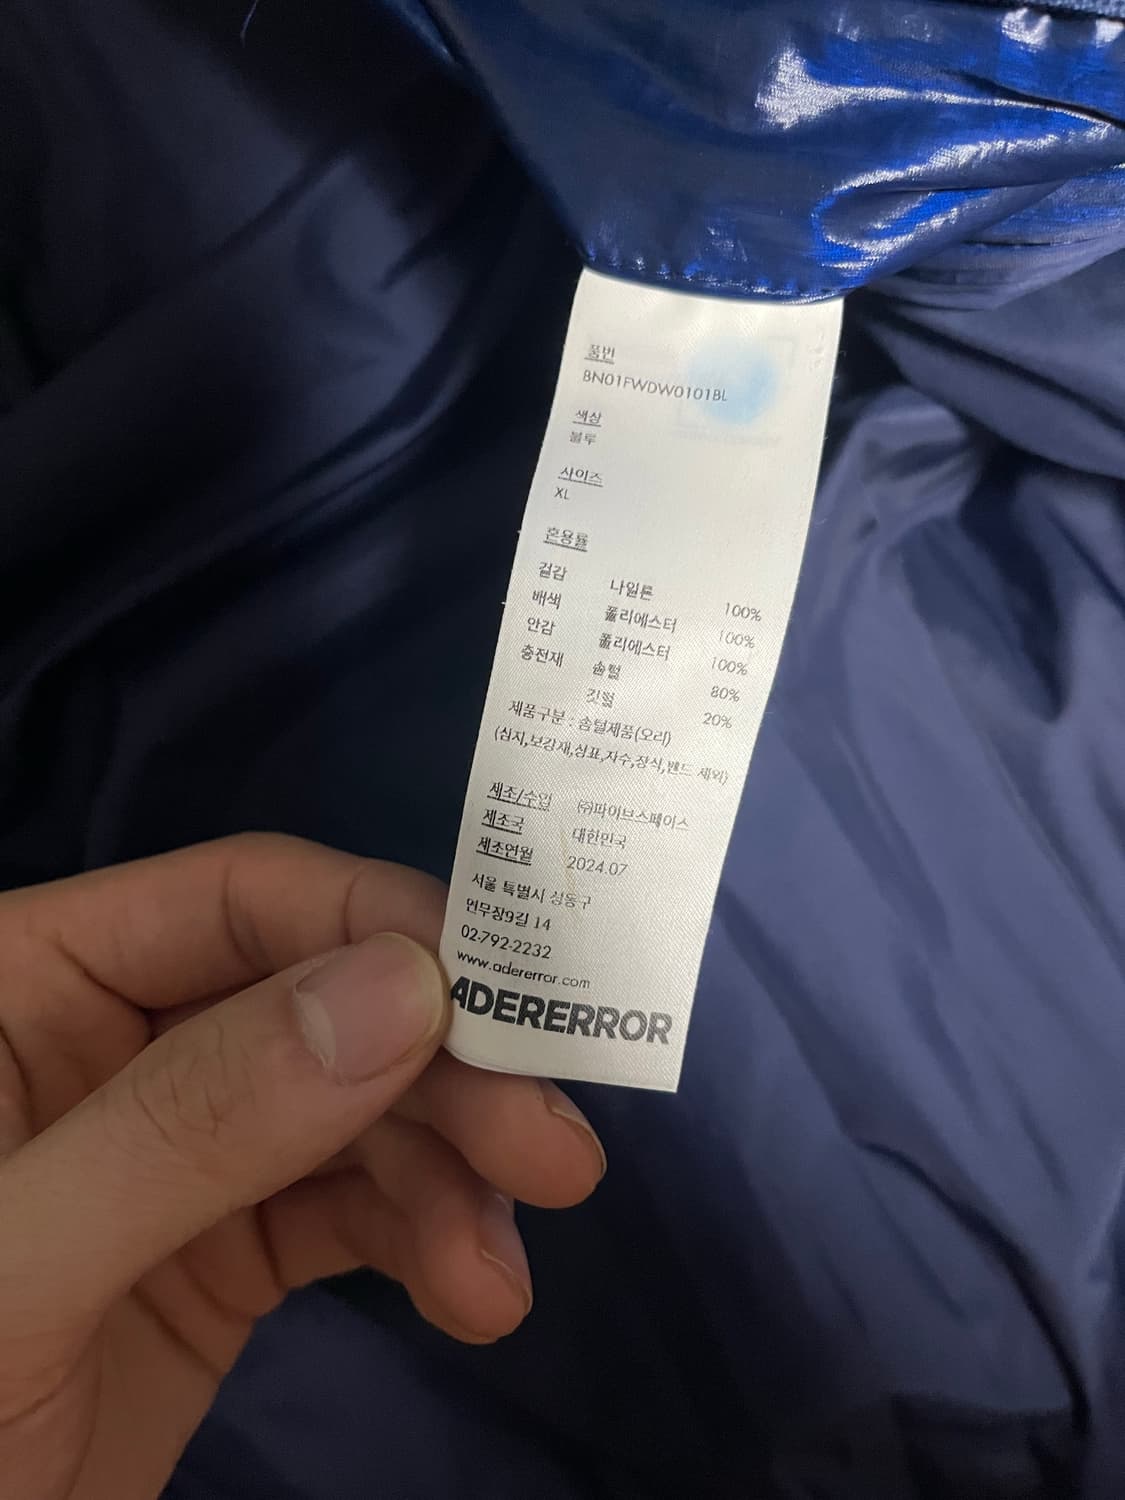 품번
BN01FWDW0101BL
색상
블루
사이즈
XL
혼용률
겉감 나일론 100%
배색 폴리에스터 100%
안감 폴리에스터 100%
충전재 솜털 80%
깃털 20%
제품구분 : 솜털제품(오리)
(심지,보강재,심표,자수,장식,밴드 제외)
제조/수입 ㈜파이브스페이스
제조국 대한민국
제조연월 2024.07
서울 특별시 성동구
연무장9길 14
02-792-2232
www.adererror.com
ADERERROR